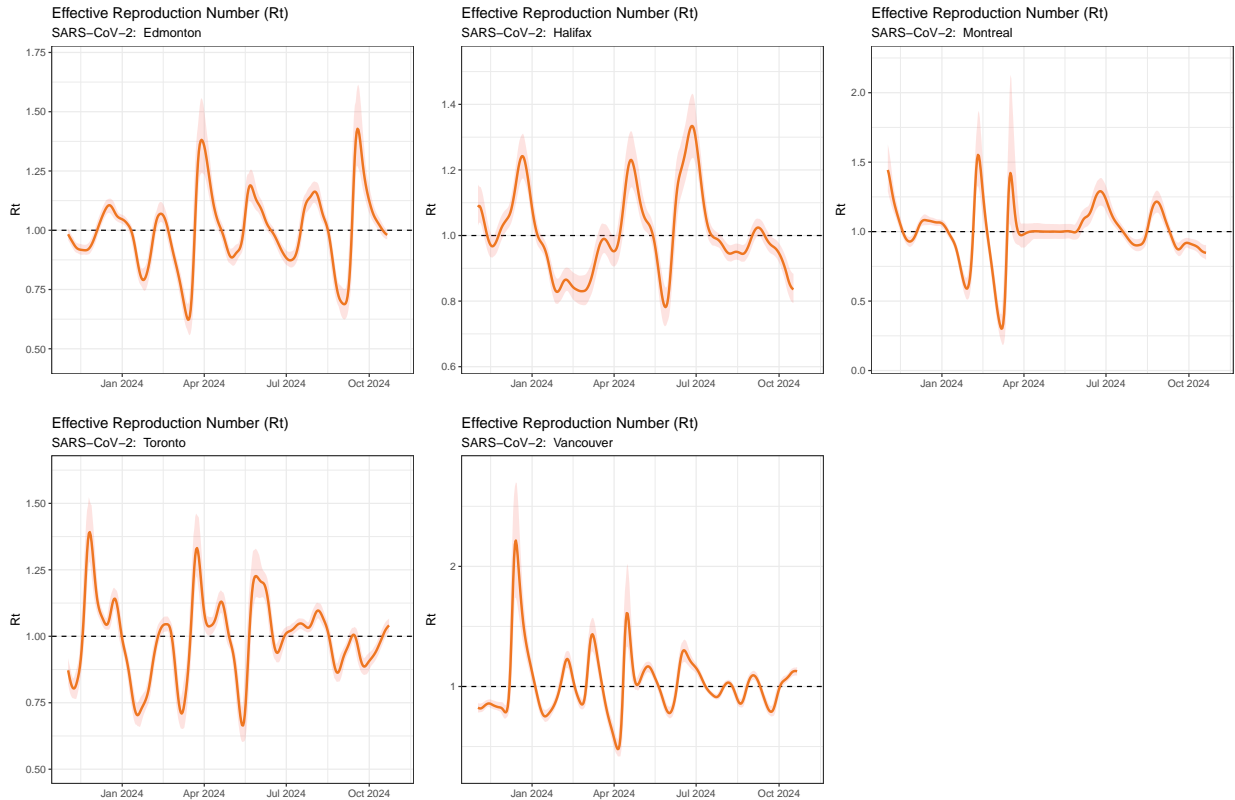 Effective Reproduction Number (Rt)
SARS−CoV−2:  Edmonton
1.75
1.50
1.25
1.00
0.75
0.50
Rt
Jan 2024
Apr 2024
Jul 2024
Oct 2024
Effective Reproduction Number (Rt)
SARS−CoV−2:  Halifax
1.4
1.2
1.0
0.8
0.6
Rt
Jan 2024
Apr 2024
Jul 2024
Oct 2024
Effective Reproduction Number (Rt)
SARS−CoV−2:  Montreal
2.0
1.5
1.0
0.5
0.0
Rt
Jan 2024
Apr 2024
Jul 2024
Oct 2024
Effective Reproduction Number (Rt)
SARS−CoV−2:  Toronto
1.50
1.25
1.00
0.75
0.50
Rt
Jan 2024
Apr 2024
Jul 2024
Oct 2024
Effective Reproduction Number (Rt)
SARS−CoV−2:  Vancouver
2
1
Rt
Jan 2024
Apr 2024
Jul 2024
Oct 2024